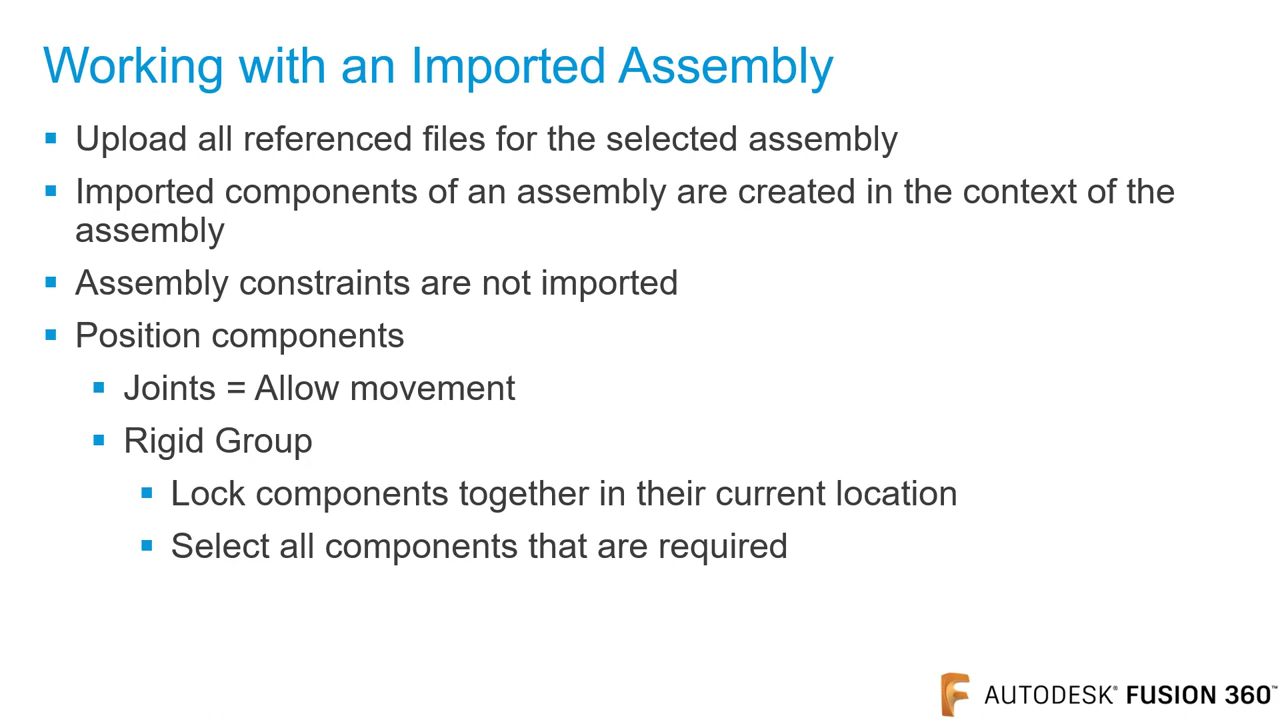 Working with an Imported Assembly
Upload all referenced files for the selected assembly
Imported components of an assembly are created in the context of the
assembly
Assembly constraints are not imported
Position components
Joints = Allow movement
Rigid Group
Lock components together in their current location
Select all components that are required
AUTODESK® FUSION 360™